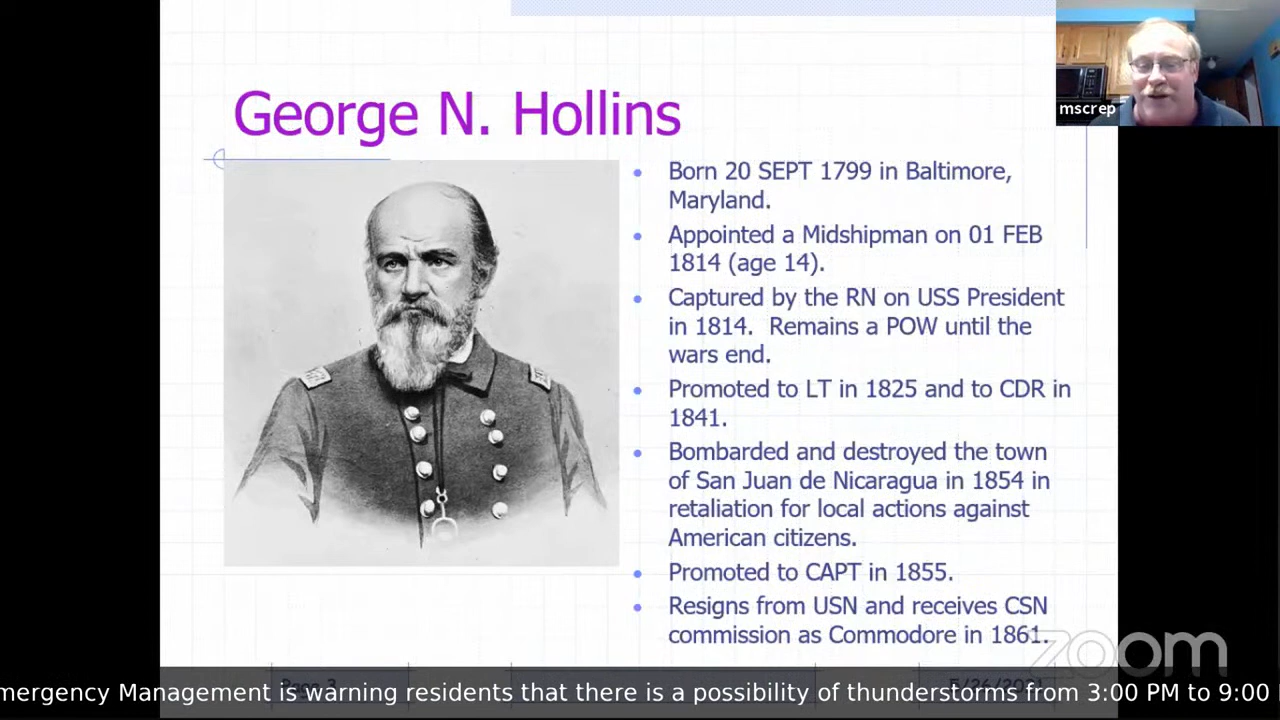 George N. Hollins
mscrep
Born 20 SEPT 1799 in Baltimore,
Maryland.
Appointed a Midshipman on 01 FEB
1814 (age 14).
Captured by the RN on USS President
in 1814. Remains a POW until the
wars end.
Promoted to LT in 1825 and to CDR in
1841.
Bombarded and destroyed the town
of San Juan de Nicaragua in 1854 in
retaliation for local actions against
American citizens.
Promoted to CAPT in 1855.
Resigns from USN and receives CSN
commission as Commodore in 1861.
zoom
Page 3
5/26/2021
mergency Management is warning residents that there is a possibility of thunderstorms from 3:00 PM to 9:00